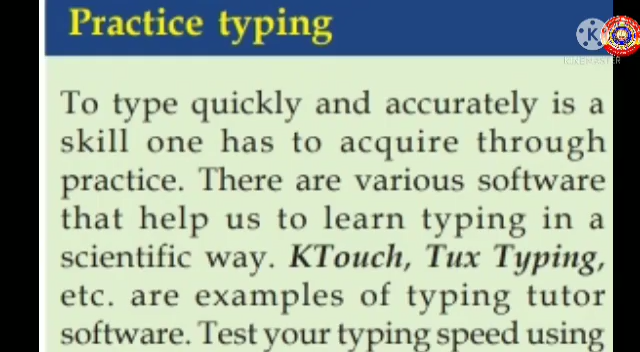 Practice typing
K
KINEMASTER
To type quickly and accurately is a
skill one has to acquire through
practice. There are various software
that help us to learn typing in a
scientific way. KTouch, Tux Typing,
etc. are examples of typing tutor
software. Test your typing speed using